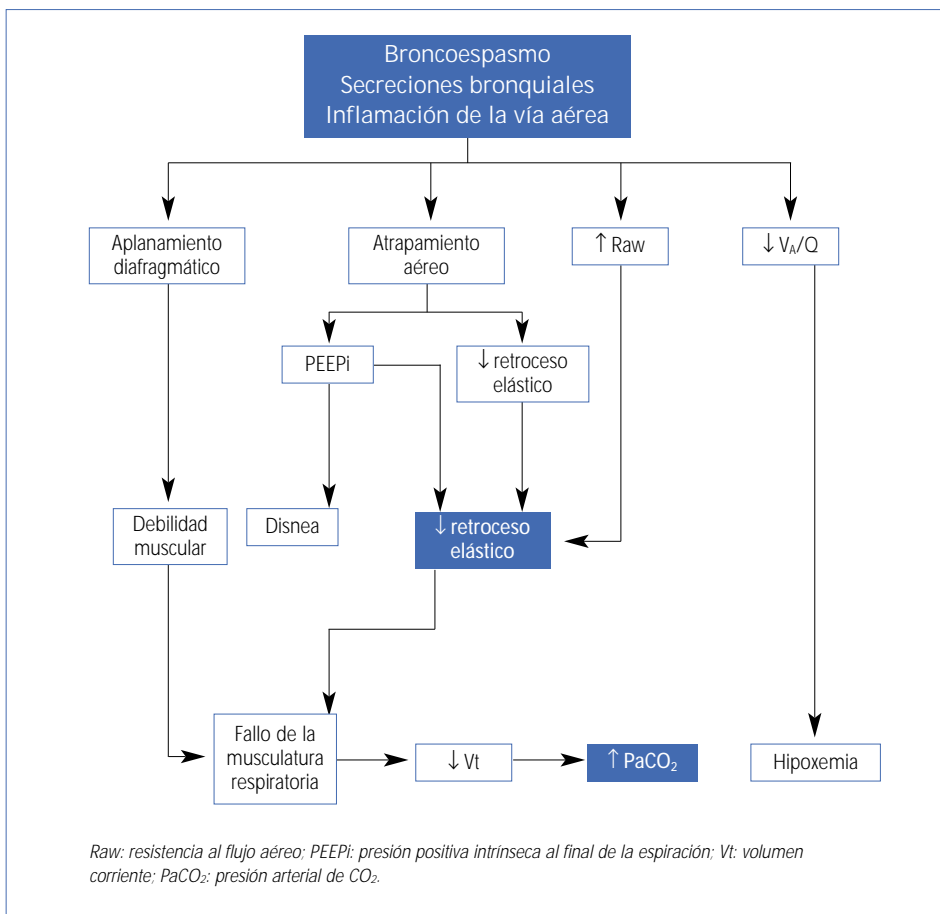 Broncoespasmo
Secreciones bronquiales
Inflamación de la vía aérea
Aplanamiento
diafragmático
Atrapamiento
aéreo
↑ Raw
↓ VA/Q
PEEPi
↓ retroceso
elástico
Debilidad
muscular
Disnea
↓ retroceso
elástico
Fallo de la
musculatura
respiratoria
↓ Vt
↑ PaCO₂
Hipoxemia
Raw: resistencia al flujo aéreo; PEEPi: presión positiva intrínseca al final de la espiración; Vt: volumen
corriente; PaCO₂: presión arterial de CO₂.